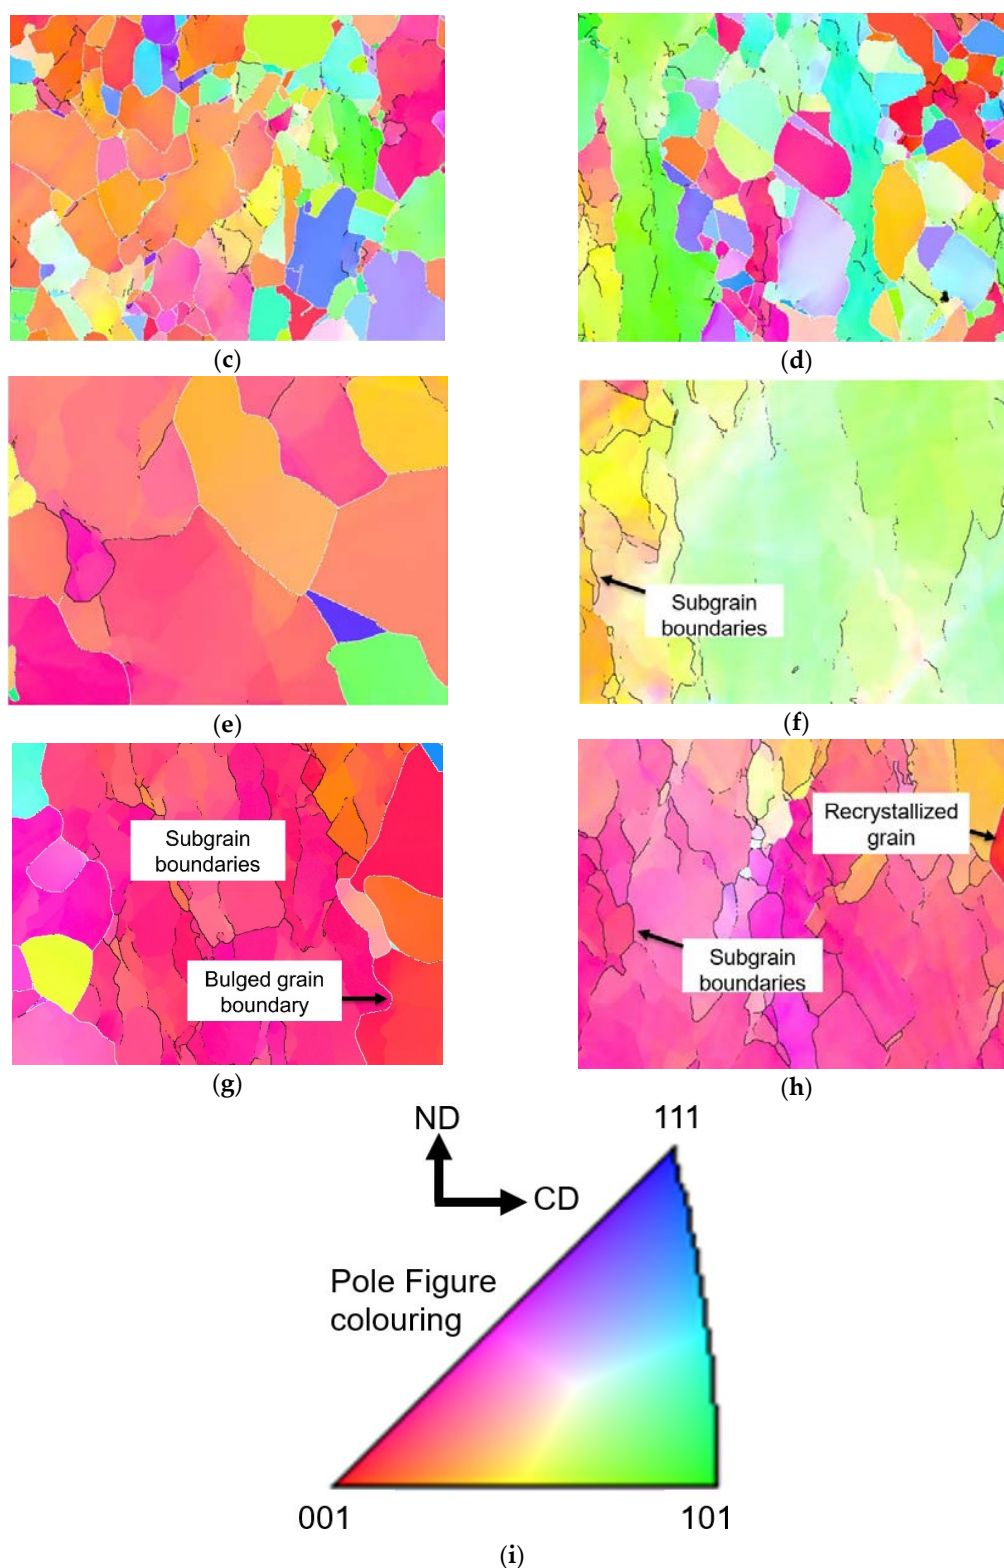 (c)
(d)
Subgrain
boundaries
(e)
(f)
Subgrain
boundaries
Bulged grain
boundary
Recrystallized
grain
Subgrain
boundaries
(g)
(h)
ND
CD
111
Pole Figure
colouring
001
101
(i)